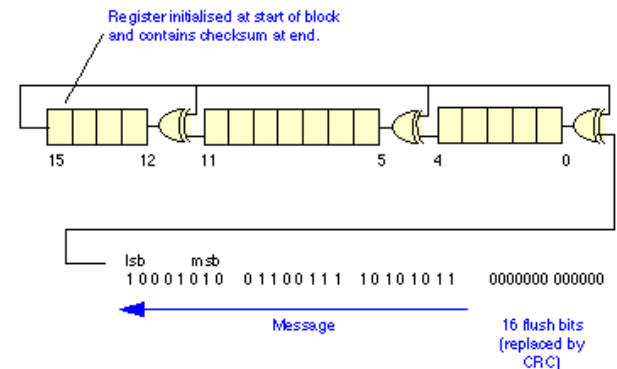 Register initialised at start of block
and contains checksum at end.
15 12 11 5 4 0
lsb msb
10001010 01100111 10101011 0000000 000000
Message
16 flush bits
(replaced by
CRC)